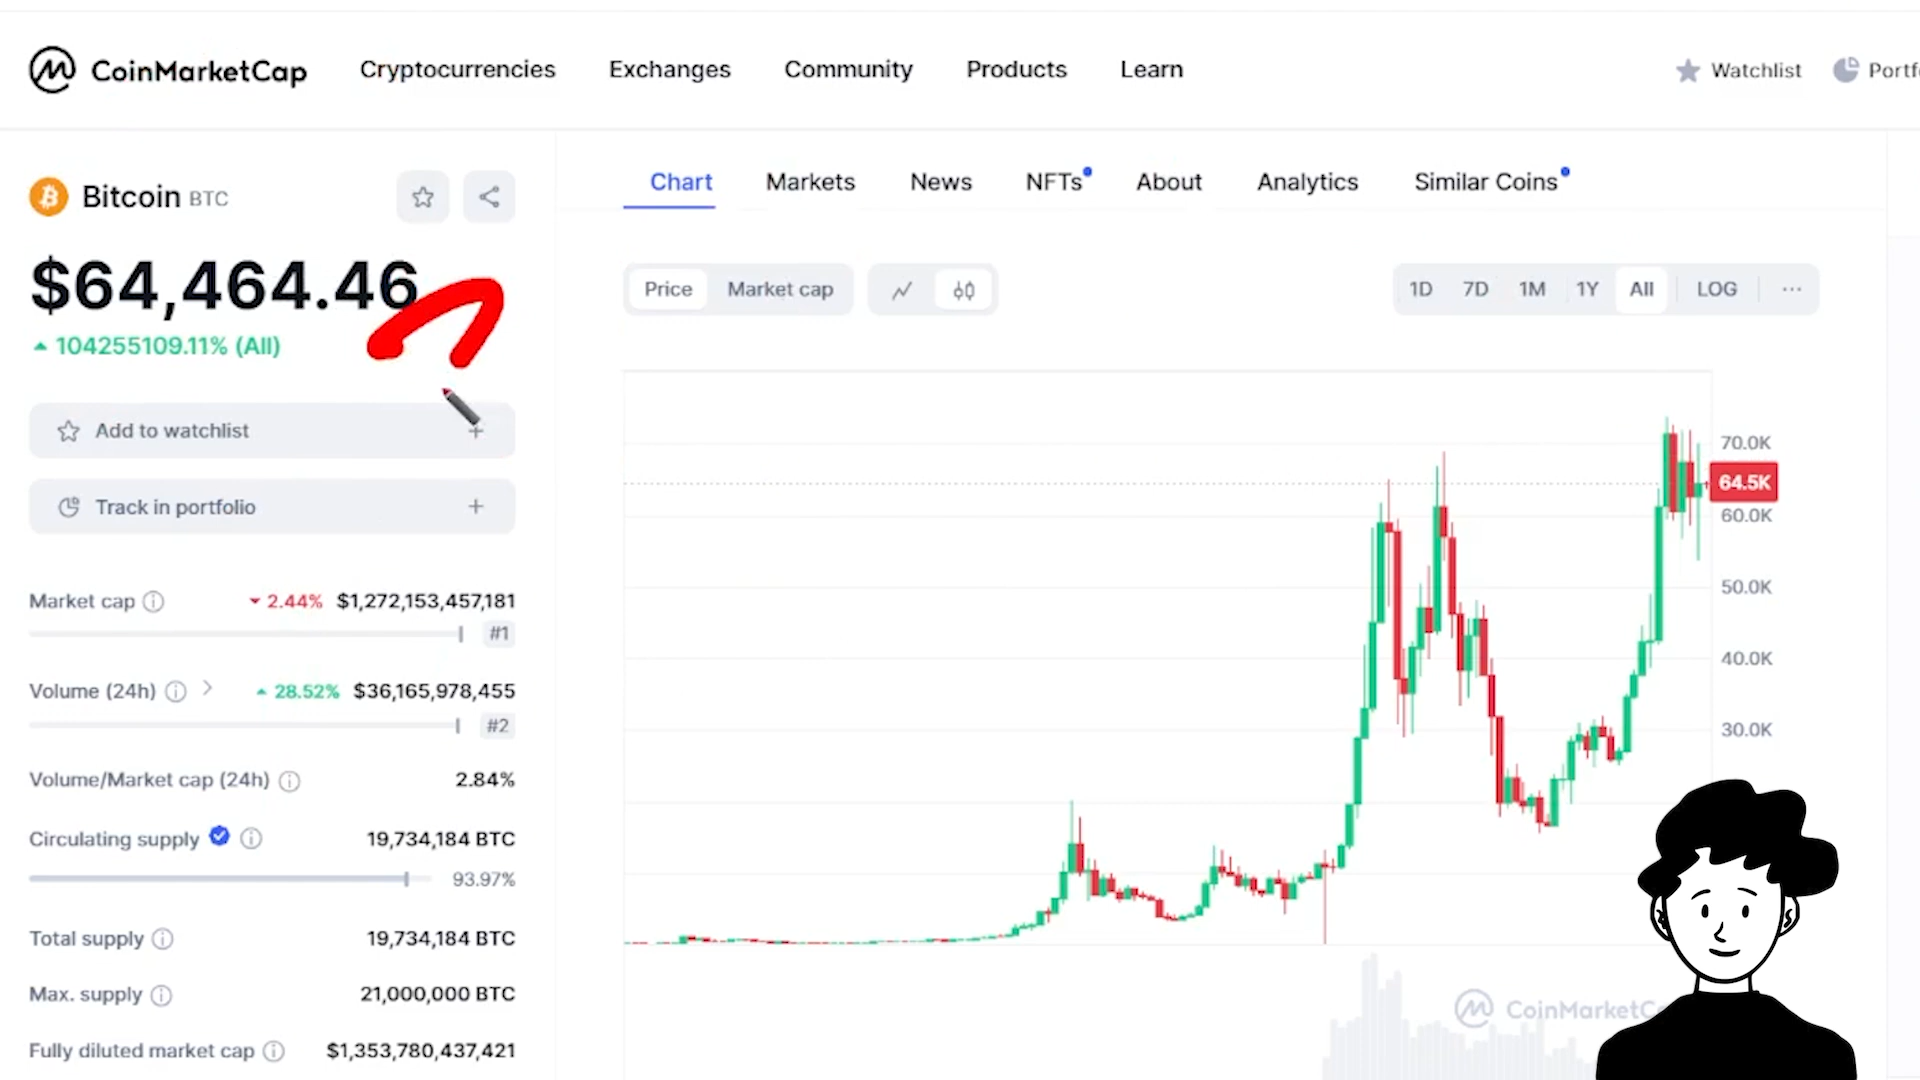 CoinMarketCap Cryptocurrencies Exchanges Community Products Learn Watchlist
Bitcoin BTC
$64,464.46
104255109.11% (All)
Add to watchlist
Track in portfolio
Market cap 2.44% $1,272,153,457,181
#1
Volume (24h) 28.52% $36,165,978,455
#2
Volume/Market cap (24h) 2.84%
Circulating supply 19,734,184 BTC
93.97%
Total supply 19,734,184 BTC
Max. supply 21,000,000 BTC
Fully diluted market cap $1,353,780,437,421
Chart Markets News NFTs About Analytics Similar Coins
Price Market cap 1D 7D 1M 1Y All LOG ...
70.0K
64.5K
60.0K
50.0K
40.0K
30.0K